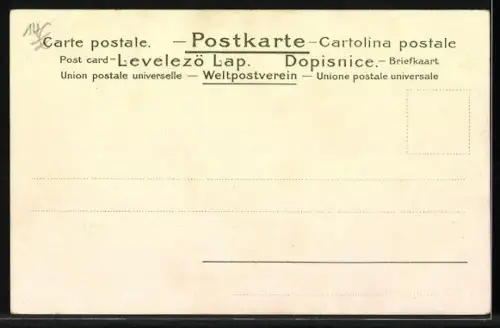 Carte postale. — Postkarte – Cartolina postale
Post card – Levelezö Lap. Dopisnice. – Briefkaart
Union postale universelle — Weltpostverein — Unione postale universale